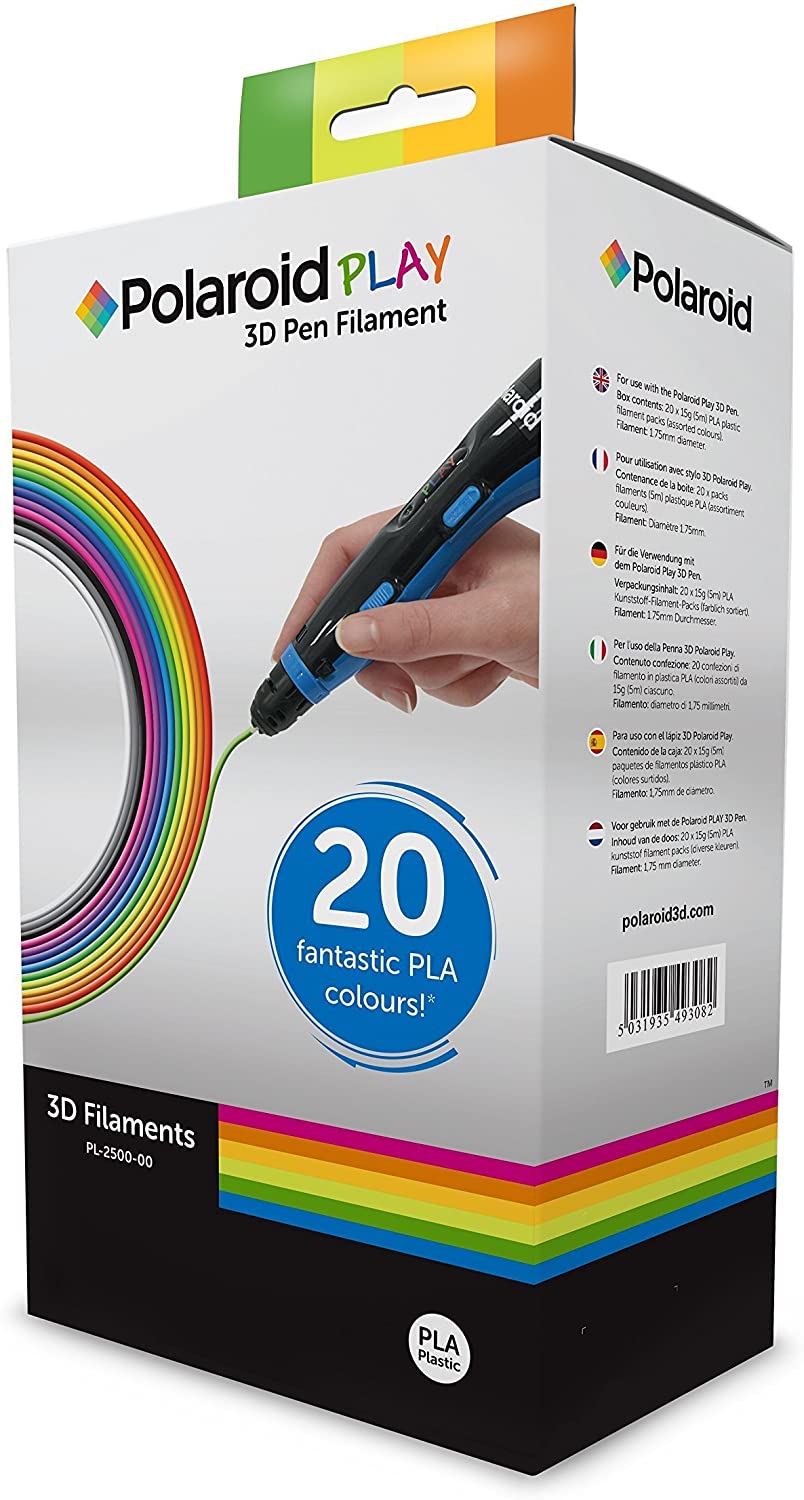 Polaroid PLAY
3D Pen Filament
PLAY
20
fantastic PLA
colours!*
3D Filaments
PL-2500-00
PLA
Plastic
Polaroid
For use with the Polaroid Play 3D Pen.
Box contents: 20 x 15g (5m) PLA plastic
filament packs (assorted colours).
Filament: 1,75mm diameter.
Pour utilisation avec stylo 3D Polaroid Play.
Contenance de la boite: 20 x packs
filaments (5m) plastique PLA (assortiment
couleurs).
Filament: Diamètre 1.75mm.
Für die Verwendung mit
dem Polaroid Play 3D Pen.
Verpackungsinhalt: 20 x 15g (5m) PLA
Kunststoff-Filament-Packs (farblich sortiert).
Filament: 1,75mm Durchmesser.
Per l'uso della Penna 3D Polaroid Play.
Contenuto confezione: 20 confezioni di
filamento in plastica PLA (colori assortiti) da
15g (5m) ciascuno.
Filamento: diametro di 1,75 millimetri.
Para uso con el lápiz 3D Polaroid Play.
Contenido de la caja: 20 x 15g (5m)
paquetes de filamentos plástico PLA
(colores surtidos).
Filamento: 1,75mm de diámetro.
Voor gebruik met de Polaroid PLAY 3D Pen.
Inhoud van de doos: 20 x 15g (5m) PLA
kunststof filament packs (diverse kleuren).
Filament: 1,75 mm diameter.
polaroid3d.com
5 031935 493082
TM